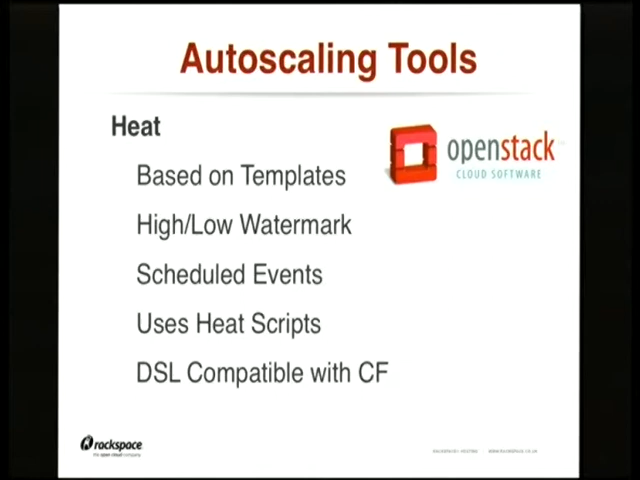 Autoscaling Tools
Heat
openstack
CLOUD SOFTWARE
Based on Templates
High/Low Watermark
Scheduled Events
Uses Heat Scripts
DSL Compatible with CF
rackspace
the open cloud company